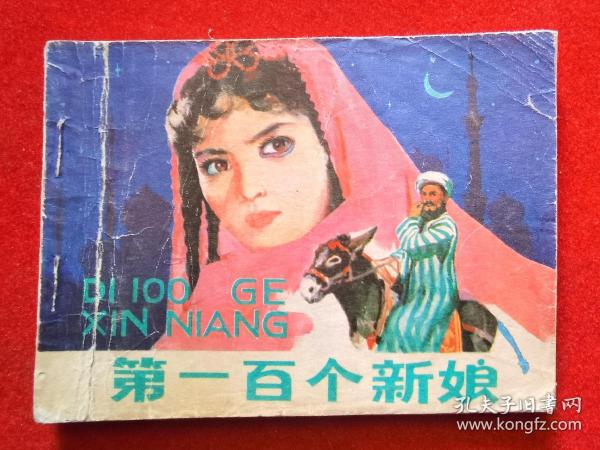 DI 100 GE
XIN NIANG
第一百个新娘
孔夫子旧书网
www.kongfz.com